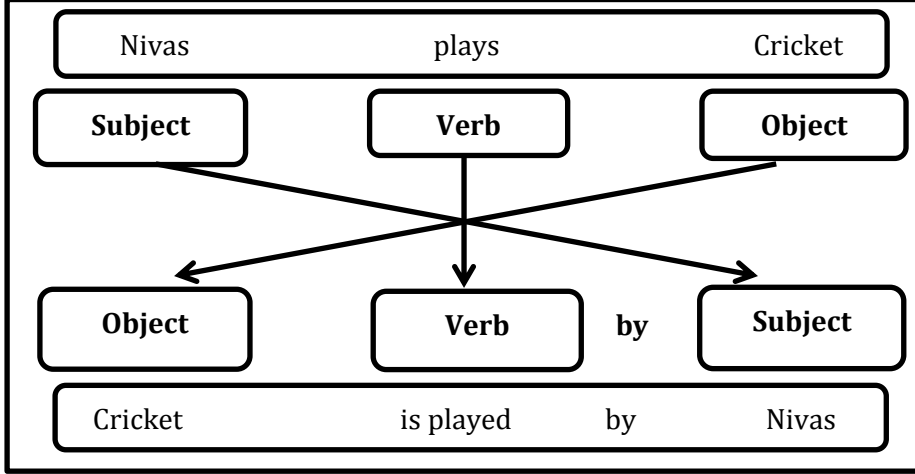 Nivas plays Cricket
Subject Verb Object
Object Verb by Subject
Cricket is played by Nivas